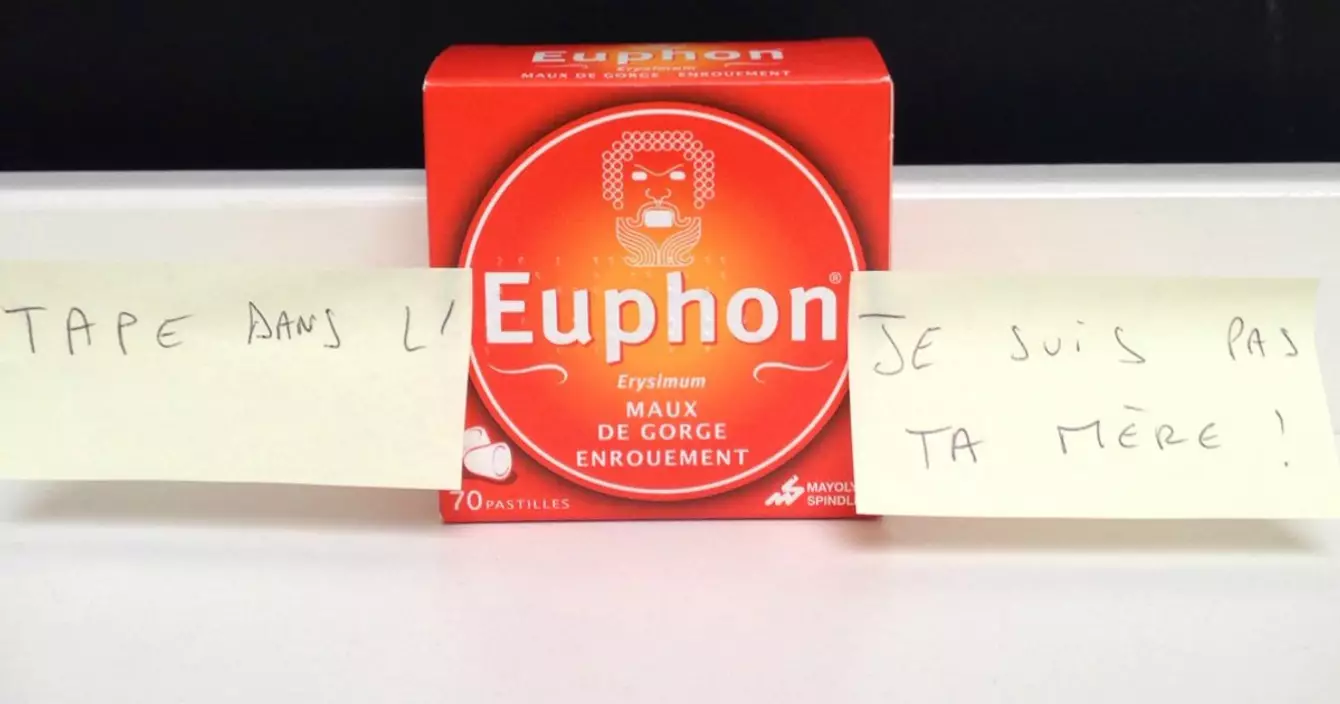 Euphon
Erysimum
MAUX DE GORGE ENROUEMENT
TAPE DANS L'
Euphon®
Erysimum
MAUX
DE GORGE
ENROUEMENT
70 PASTILLES
MAYOLY
SPINDL
JE SUIS PAS
TA MÈRE !